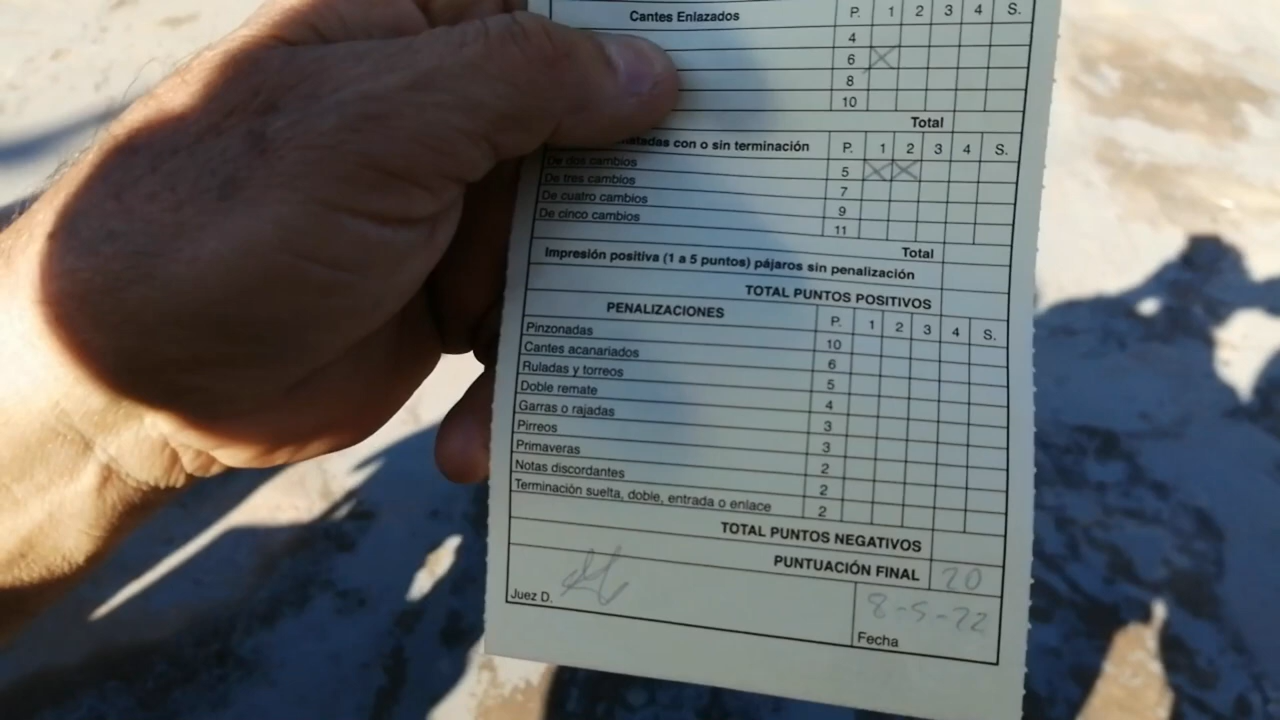 Cantes Enlazados P. 1 2 3 4 S.
4
6 X
8
10
Total
con o sin terminación P. 1 2 3 4 S.
De dos cambios 5 X X
De tres cambios 7
De cuatro cambios 9
De cinco cambios 11
Total
Impresión positiva (1 a 5 puntos) pájaros sin penalización
TOTAL PUNTOS POSITIVOS
PENALIZACIONES P. 1 2 3 4 S.
Pinzonadas 10
Cantes acanariados 6
Ruladas y torreos 5
Doble remate 4
Garras o rajadas 3
Pirreos 3
Primaveras 2
Notas discordantes 2
Terminación suelta, doble, entrada o enlace 2
TOTAL PUNTOS NEGATIVOS
PUNTUACIÓN FINAL 20
Juez D.
8-5-22
Fecha